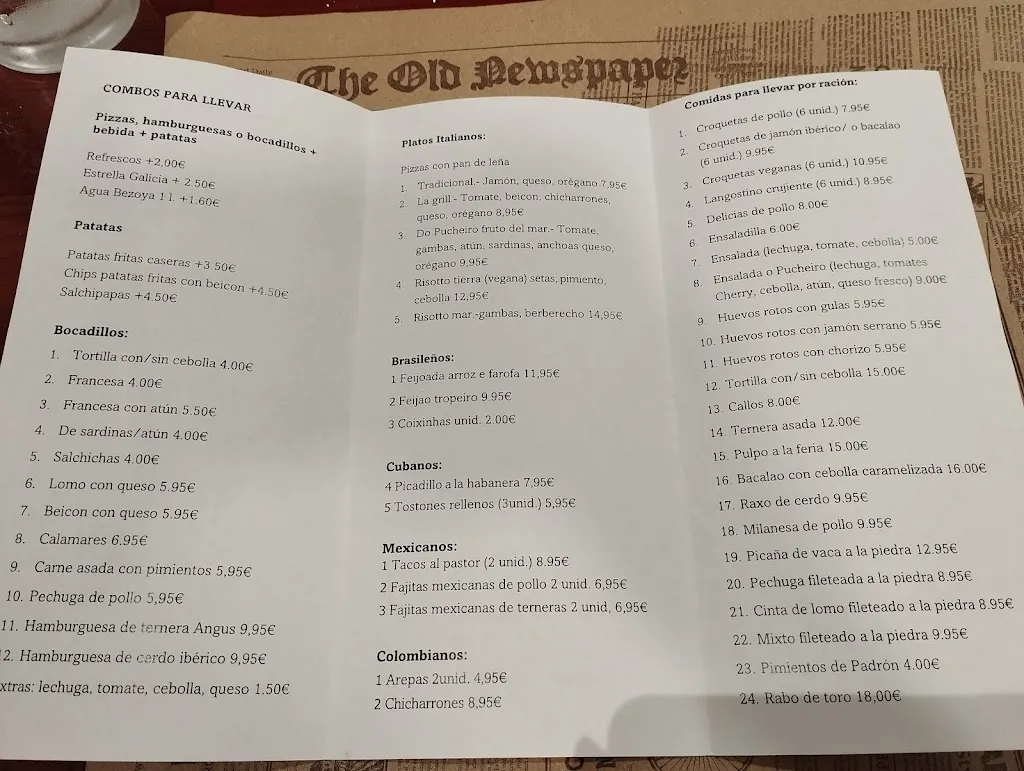 The Old Newspaper
COMBOS PARA LLEVAR
Pizzas, hamburguesas o bocadillos +
bebida + patatas
Refrescos +2,00€
Estrella Galicia + 2.50€
Agua Bezoya 1 l. +1.60€
Patatas
Patatas fritas caseras +3.50€
Chips patatas fritas con beicon +4.50€
Salchipapas +4.50€
Bocadillos:
1. Tortilla con/sin cebolla 4.00€
2. Francesa 4.00€
3. Francesa con atún 5.50€
4. De sardinas/atún 4.00€
5. Salchichas 4.00€
6. Lomo con queso 5.95€
7. Beicon con queso 5.95€
8. Calamares 6.95€
9. Carne asada con pimientos 5,95€
10. Pechuga de pollo 5,95€
11. Hamburguesa de ternera Angus 9,95€
12. Hamburguesa de cerdo ibérico 9,95€
xtras: lechuga, tomate, cebolla, queso 1.50€
Platos Italianos:
Pizzas con pan de leña
1. Tradicional.- Jamón, queso, orégano 7,95€
2. La grill.- Tomate, beicon, chicharrones,
queso, orégano 8,95€
3. Do Pucheiro fruto del mar.- Tomate,
gambas, atún, sardinas, anchoas queso,
orégano 9,95€
4. Risotto tierra (vegana) setas, pimiento,
cebolla 12,95€
5. Risotto mar.-gambas, berberecho 14,95€
Brasileños:
1 Feijoada arroz e farofa 11,95€
2 Feijao tropeiro 9.95€
3 Coixinhas unid. 2.00€
Cubanos:
4 Picadillo a la habanera 7,95€
5 Tostones rellenos (3unid.) 5,95€
Mexicanos:
1 Tacos al pastor (2 unid.) 8.95€
2 Fajitas mexicanas de pollo 2 unid. 6,95€
3 Fajitas mexicanas de terneras 2 unid, 6,95€
Colombianos:
1 Arepas 2unid. 4,95€
2 Chicharrones 8,95€
Comidas para llevar por ración:
1. Croquetas de pollo (6 unid.) 7.95€
2. Croquetas de jamón ibérico/ o bacalao
(6 unid.) 9.95€
3. Croquetas veganas (6 unid.) 10.95€
4. Langostino crujiente (6 unid.) 8.95€
5. Delicias de pollo 8.00€
6. Ensaladilla 6.00€
7. Ensalada (lechuga, tomate, cebolla) 5.00€
8. Ensalada o Pucheiro (lechuga, tomates
Cherry, cebolla, atún, queso fresco) 9.00€
9. Huevos rotos con gulas 5.95€
10. Huevos rotos con jamón serrano 5.95€
11. Huevos rotos con chorizo 5.95€
12. Tortilla con/sin cebolla 15.00€
13. Callos 8.00€
14. Ternera asada 12.00€
15. Pulpo a la feria 15.00€
16. Bacalao con cebolla caramelizada 16.00€
17. Raxo de cerdo 9.95€
18. Milanesa de pollo 9.95€
19. Picaña de vaca a la piedra 12.95€
20. Pechuga fileteada a la piedra 8.95€
21. Cinta de lomo fileteado a la piedra 8.95€
22. Mixto fileteado a la piedra 9.95€
23. Pimientos de Padrón 4.00€
24. Rabo de toro 18,00€